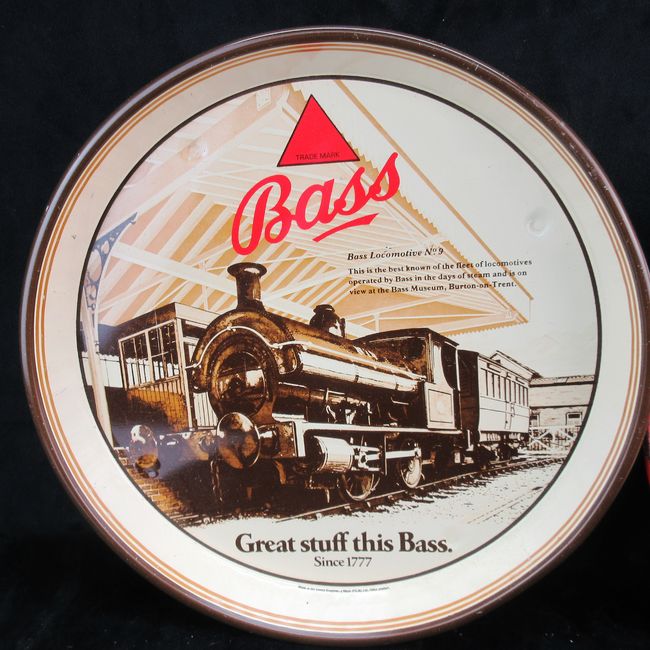 TRADE MARK
Bass
Bass Locomotive Nº 9
This is the best known of the fleet of locomotives
operated by Bass in the days of steam and is on
view at the Bass Museum, Burton-on-Trent.
Great stuff this Bass.
Since 1777